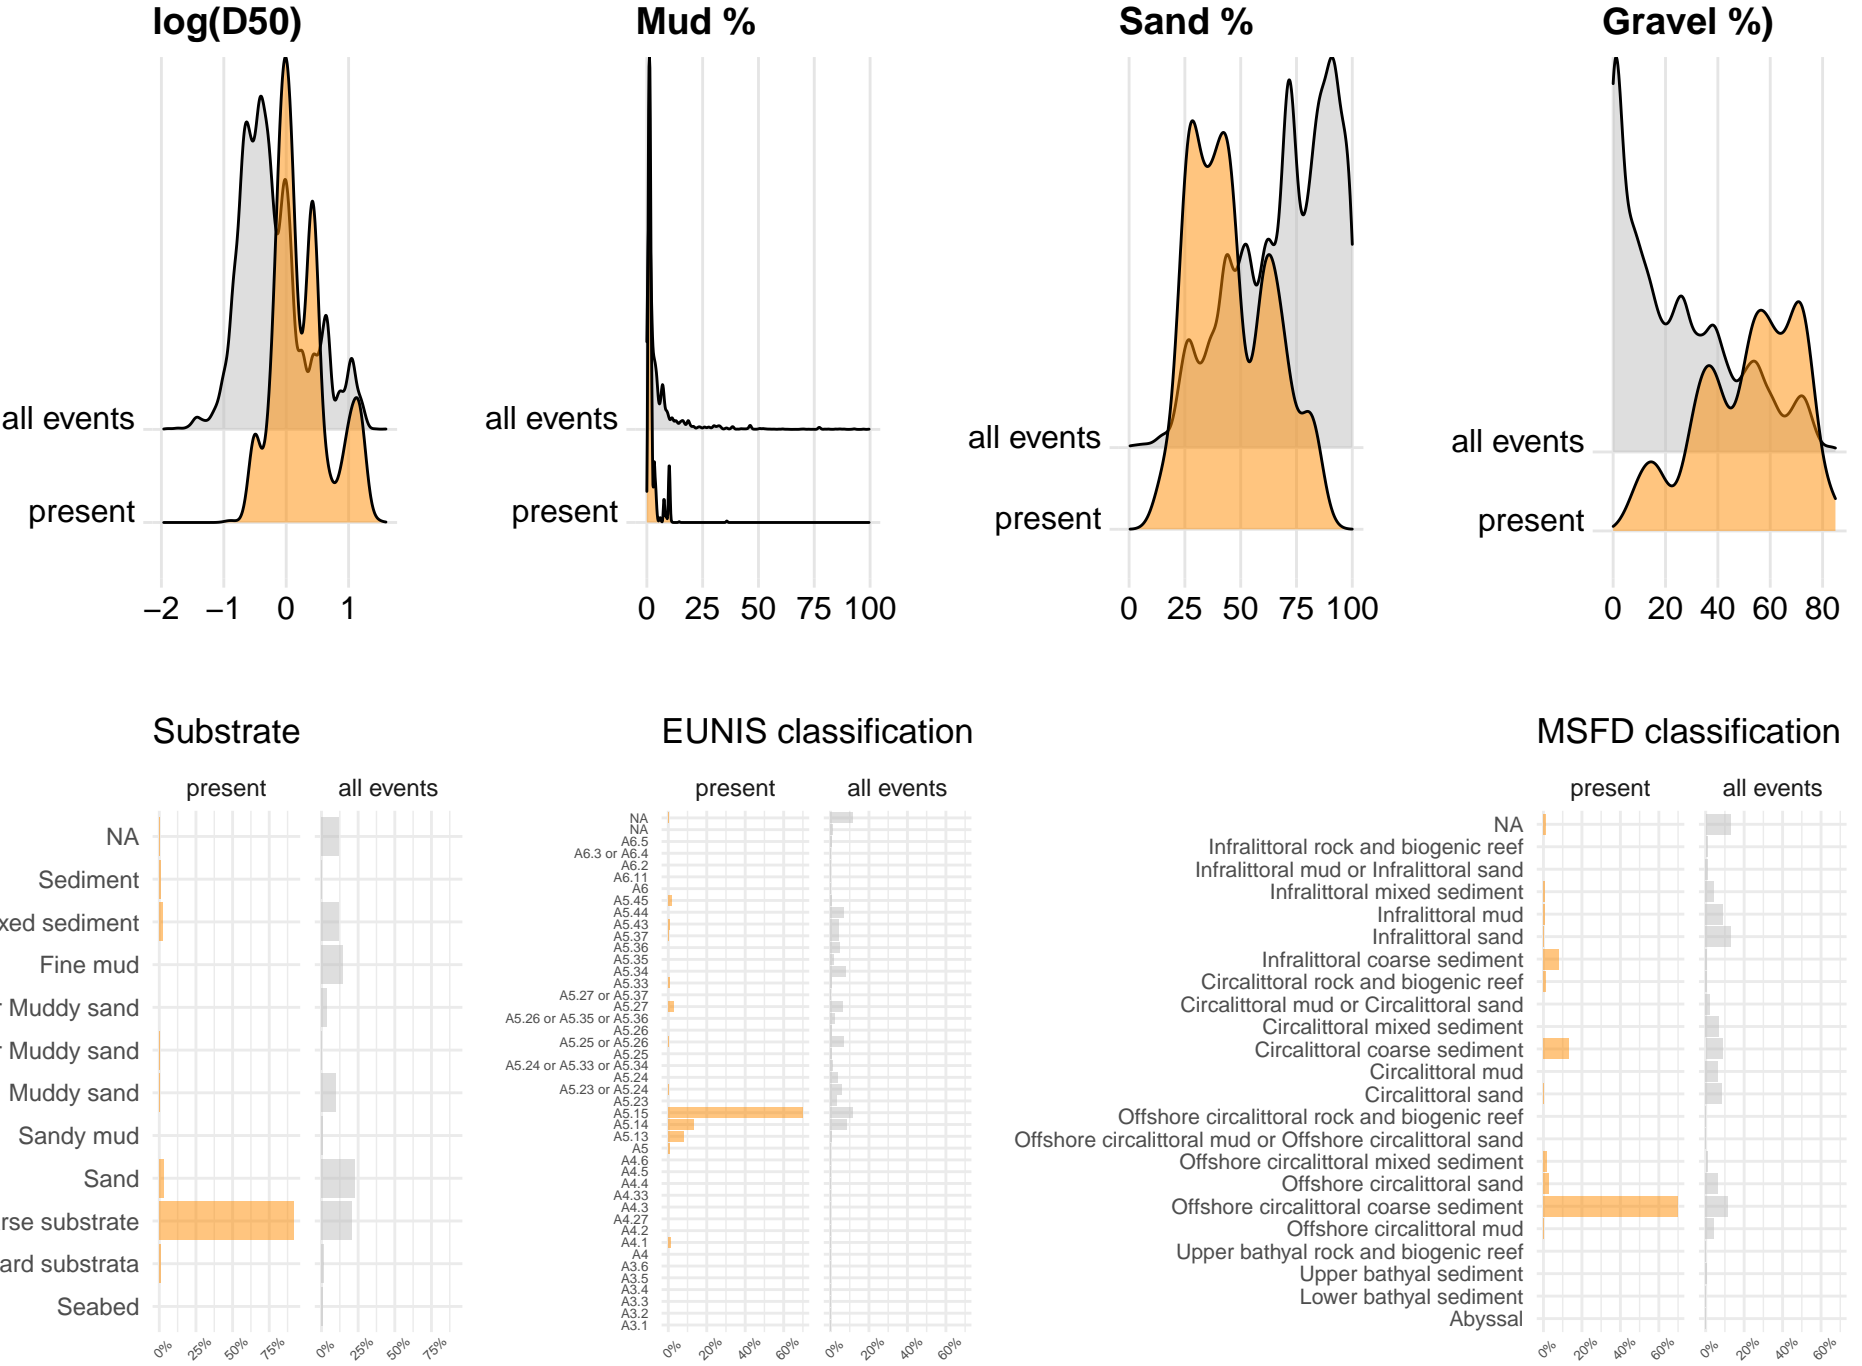 log(D50)
Mud %
Sand %
Gravel %)
all events
present
−2 −1 0 1
all events
present
0 25 50 75 100
all events
present
0 25 50 75 100
all events
present
0 20 40 60 80
Substrate
present all events
NA
Sediment
xed sediment
Fine mud
r Muddy sand
r Muddy sand
Muddy sand
Sandy mud
Sand
rse substrate
ard substrata
Seabed
0% 25% 50% 75% 0% 25% 50% 75%
EUNIS classification
present all events
NA
NA
A6.5
A6.3 or A6.4
A6.2
A6.11
A6
A5.45
A5.44
A5.43
A5.37
A5.36
A5.35
A5.34
A5.33
A5.27 or A5.37
A5.27
A5.26 or A5.35 or A5.36
A5.26
A5.25 or A5.26
A5.25
A5.24 or A5.33 or A5.34
A5.24
A5.23 or A5.24
A5.23
A5.15
A5.14
A5.13
A5
A4.6
A4.5
A4.4
A4.33
A4.3
A4.27
A4.2
A4.1
A4
A3.6
A3.5
A3.4
A3.3
A3.2
A3.1
0% 20% 40% 60% 0% 20% 40% 60%
MSFD classification
present all events
NA
Infralittoral rock and biogenic reef
Infralittoral mud or Infralittoral sand
Infralittoral mixed sediment
Infralittoral mud
Infralittoral sand
Infralittoral coarse sediment
Circalittoral rock and biogenic reef
Circalittoral mud or Circalittoral sand
Circalittoral mixed sediment
Circalittoral coarse sediment
Circalittoral mud
Circalittoral sand
Offshore circalittoral rock and biogenic reef
Offshore circalittoral mud or Offshore circalittoral sand
Offshore circalittoral mixed sediment
Offshore circalittoral sand
Offshore circalittoral coarse sediment
Offshore circalittoral mud
Upper bathyal rock and biogenic reef
Upper bathyal sediment
Lower bathyal sediment
Abyssal
0% 20% 40% 60% 0% 20% 40% 60%